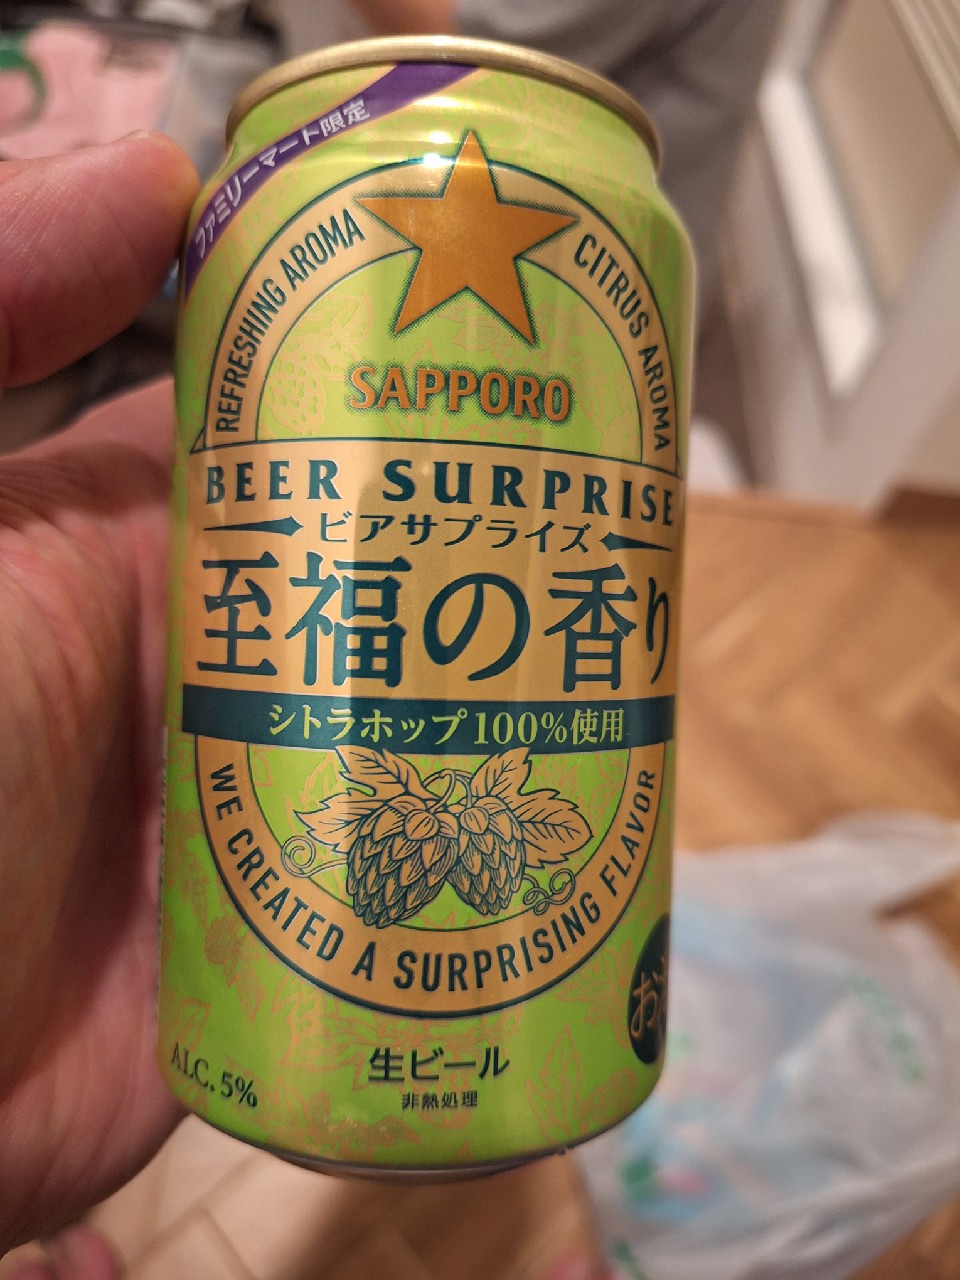 ファミリーマート限定
REFRESHING AROMA
CITRUS AROMA
SAPPORO
BEER SURPRISE
ビアサプライズ
至福の香り
シトラホップ100%使用
WE CREATED A SURPRISING FLAVOR
お
ALC. 5%
生ビール
非熱処理